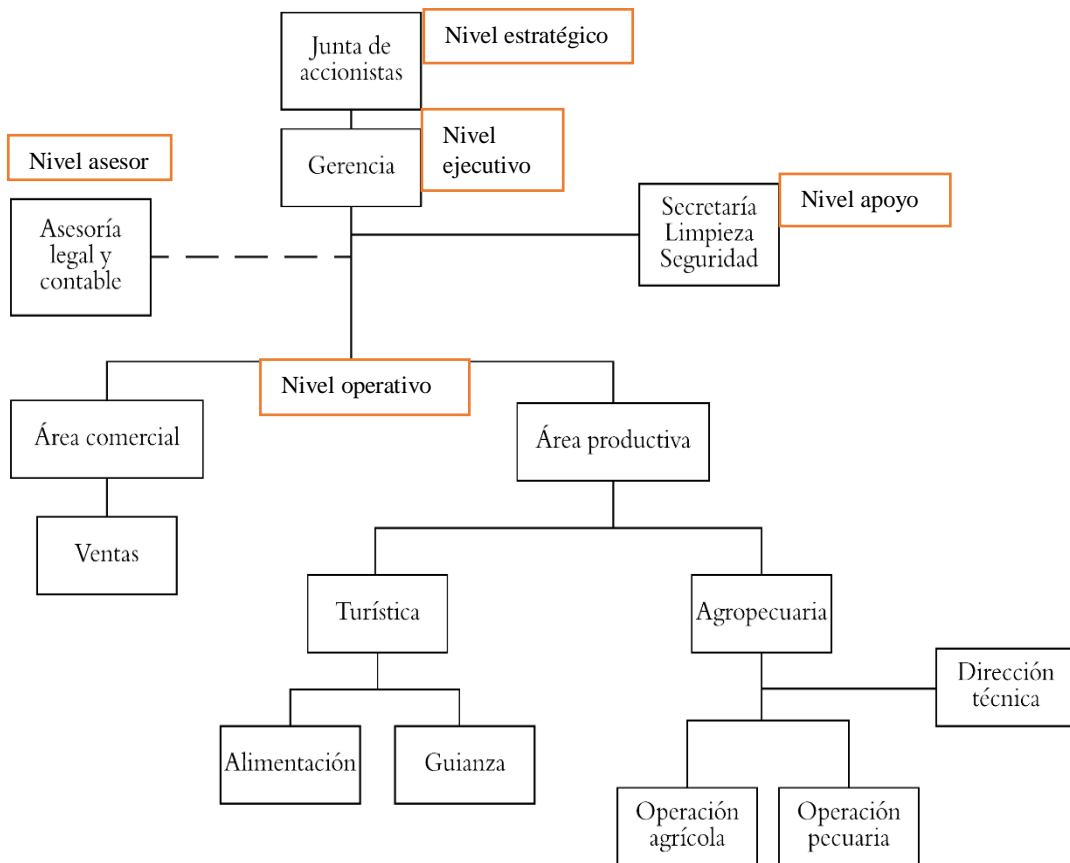 Junta de
accionistas
Nivel estratégico
Gerencia
Nivel
ejecutivo
Nivel asesor
Asesoría
legal y
contable
Secretaría
Limpieza
Seguridad
Nivel apoyo
Nivel operativo
Área comercial
Área productiva
Ventas
Turística
Agropecuaria
Dirección
técnica
Alimentación
Guianza
Operación
agrícola
Operación
pecuaria